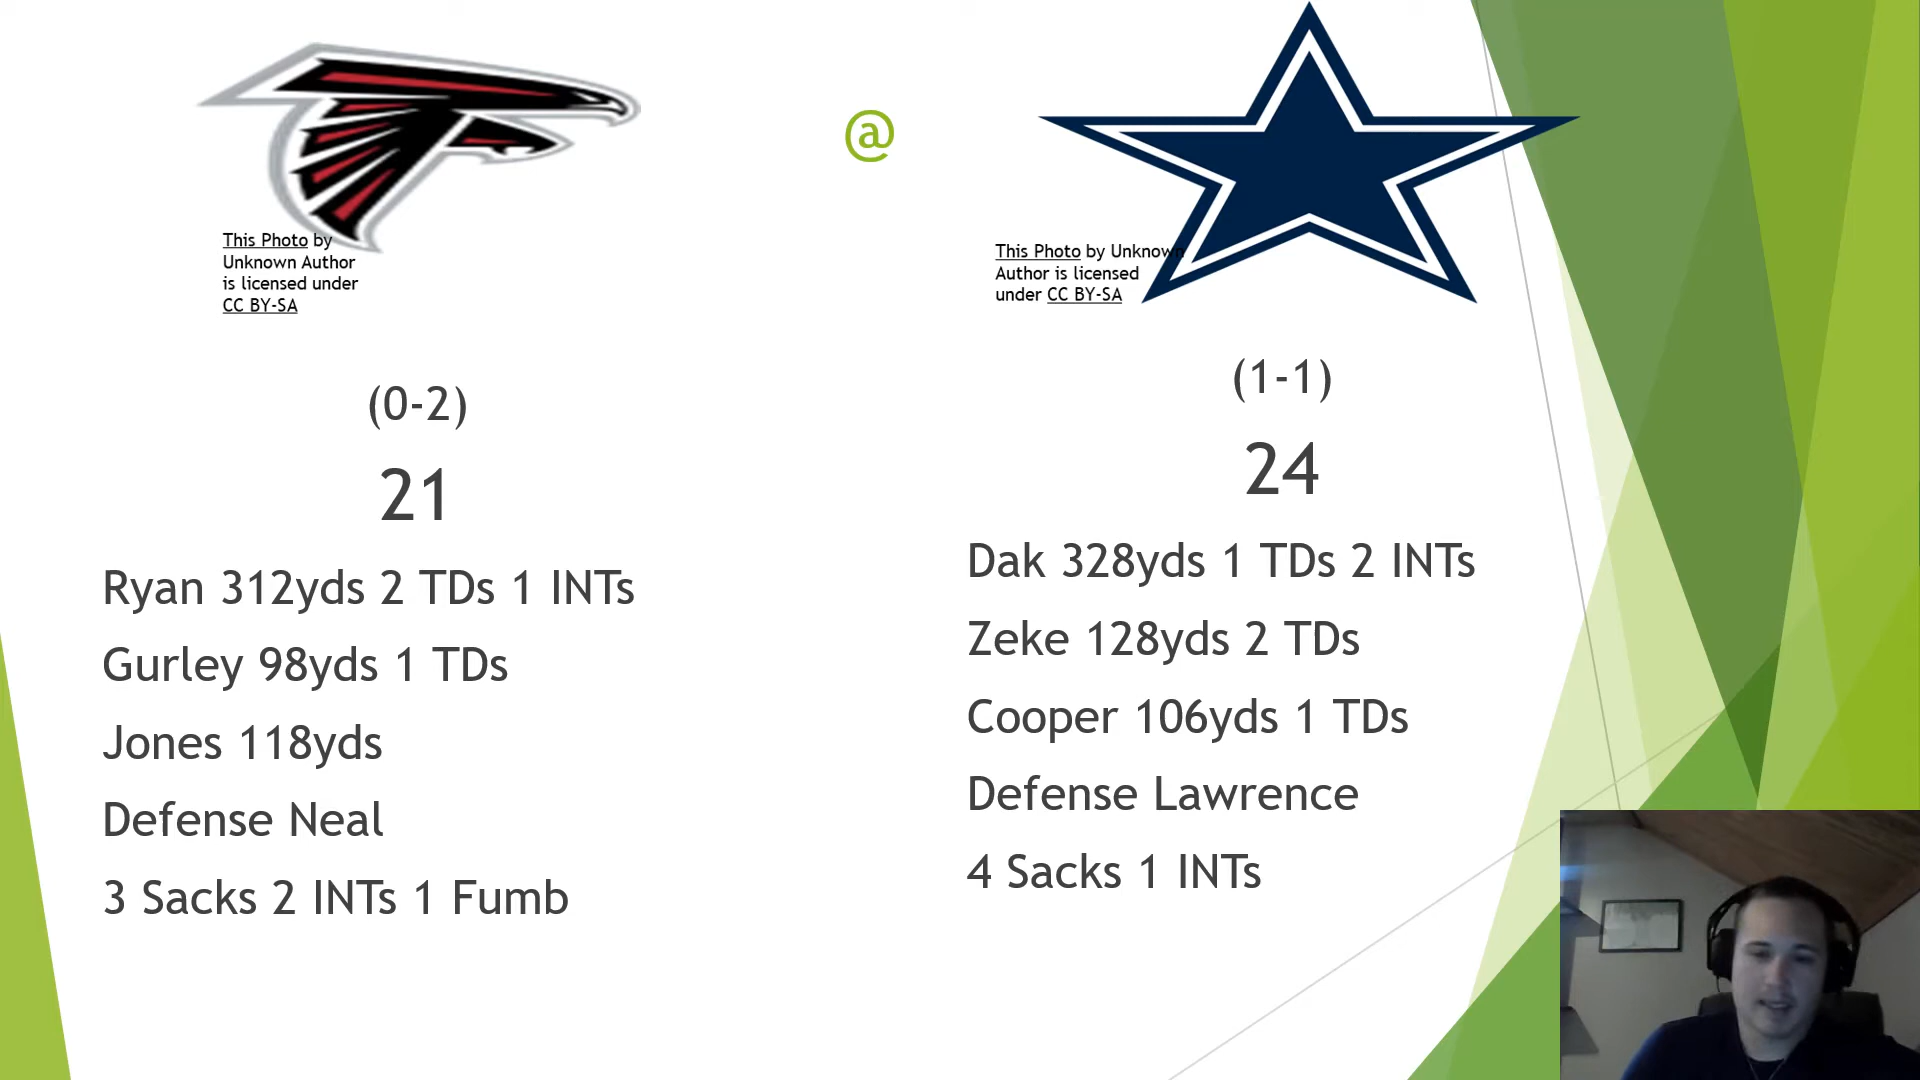 @
This Photo by
Unknown Author
is licensed under
CC BY-SA
(0-2)
21
Ryan 312yds 2 TDs 1 INTs
Gurley 98yds 1 TDs
Jones 118yds
Defense Neal
3 Sacks 2 INTs 1 Fumb
This Photo by Unknown
Author is licensed
under CC BY-SA
(1-1)
24
Dak 328yds 1 TDs 2 INTs
Zeke 128yds 2 TDs
Cooper 106yds 1 TDs
Defense Lawrence
4 Sacks 1 INTs